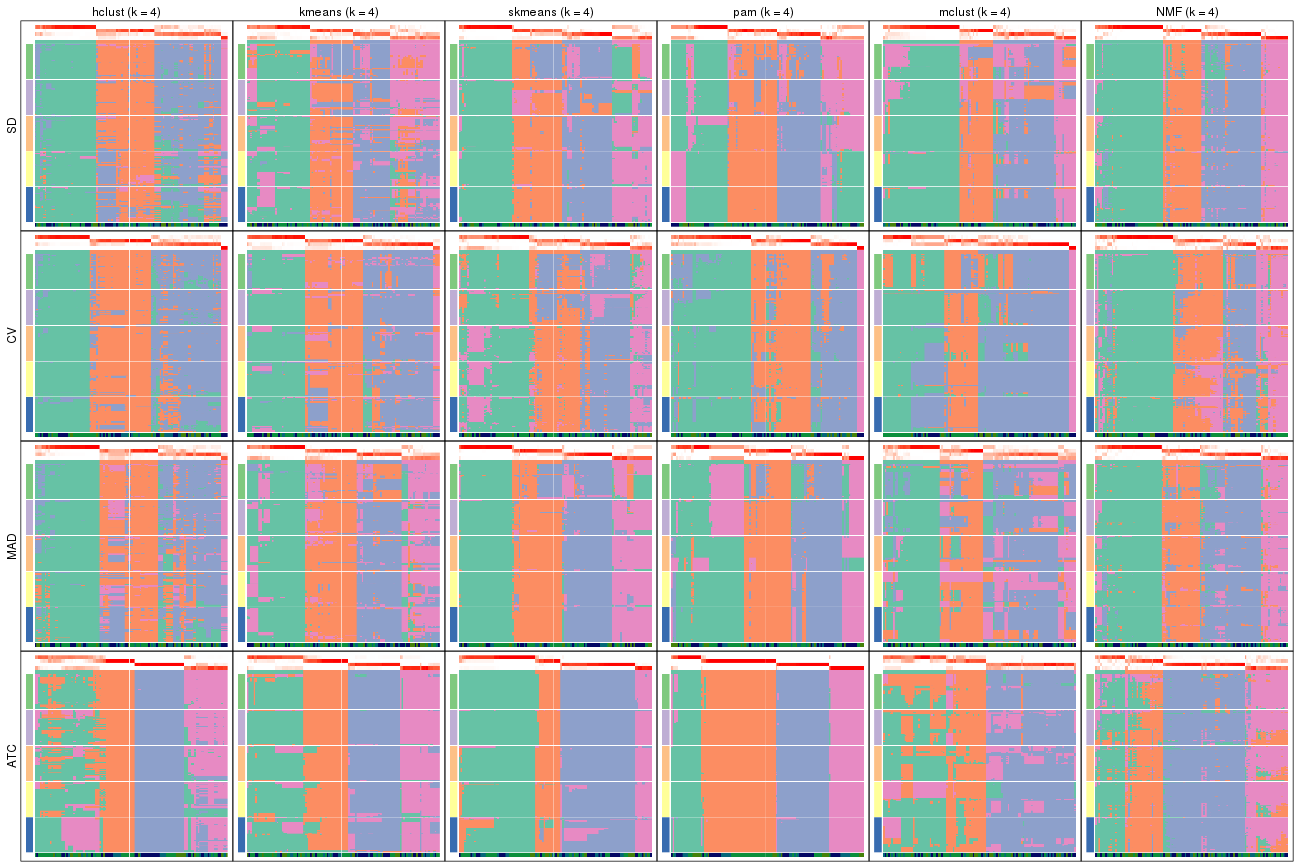 hclust (k = 4)
kmeans (k = 4)
skmeans (k = 4)
pam (k = 4)
mclust (k = 4)
NMF (k = 4)
SD
CV
MAD
ATC